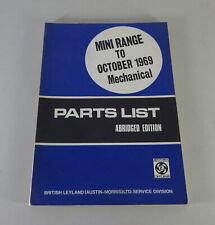 MINI RANGE
TO
OCTOBER 1969
Mechanical
PARTS LIST
ABRIDGED EDITION
BRITISH LEYLAND (AUSTIN-MORRIS) LTD. SERVICE DIVISION